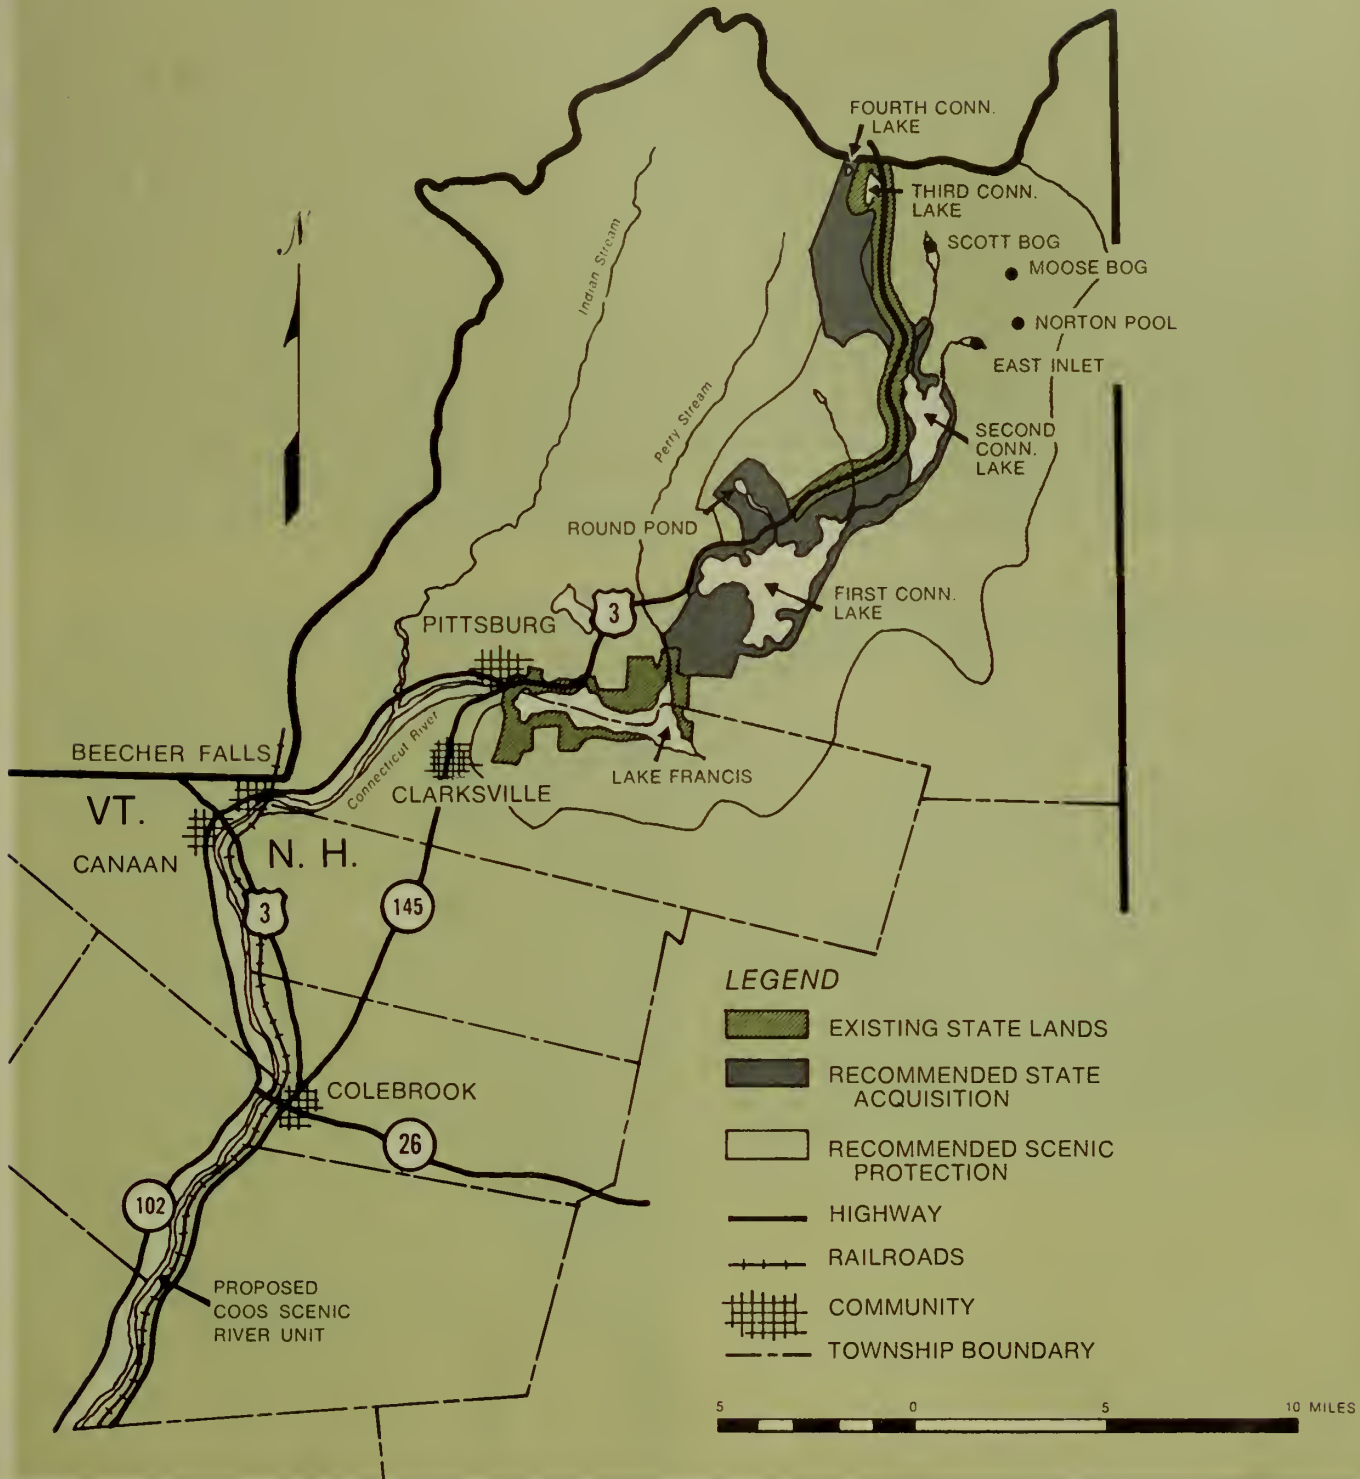 FOURTH CONN.
LAKE
THIRD CONN.
LAKE
SCOTT BOG
MOOSE BOG
NORTON POOL
EAST INLET
SECOND
CONN.
LAKE
N
Indian Stream
Perry Stream
ROUND POND
FIRST CONN.
LAKE
3
PITTSBURG
Connecticut River
BEECHER FALLS
LAKE FRANCIS
CLARKSVILLE
VT.
CANAAN
N. H.
3
145
COLEBROOK
26
102
PROPOSED
COOS SCENIC
RIVER UNIT
LEGEND
EXISTING STATE LANDS
RECOMMENDED STATE
ACQUISITION
RECOMMENDED SCENIC
PROTECTION
HIGHWAY
RAILROADS
COMMUNITY
TOWNSHIP BOUNDARY
5 0 5 10 MILES